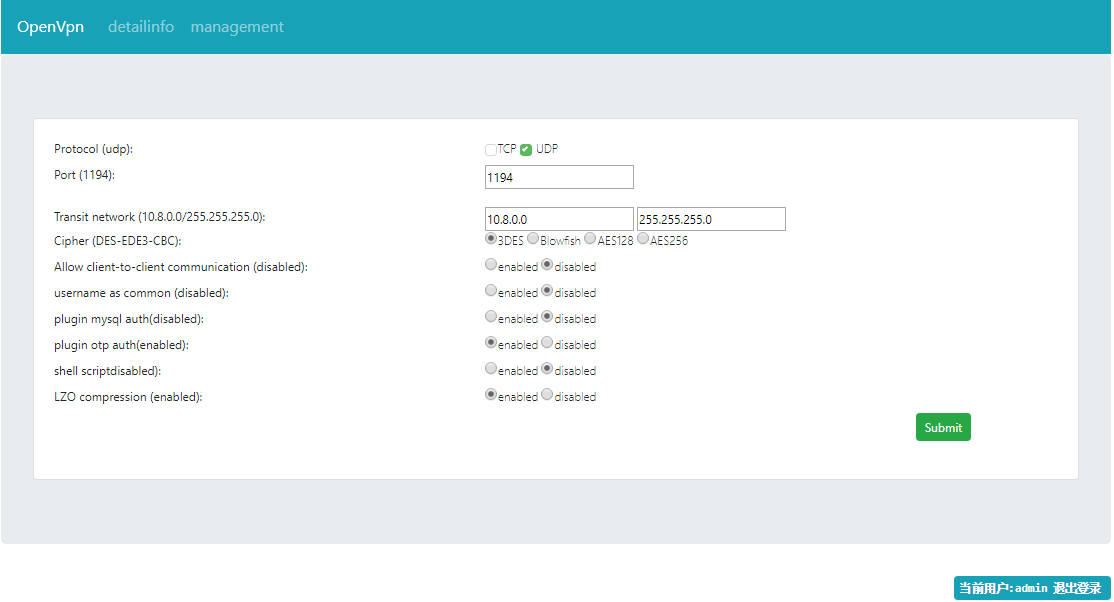 OpenVpn detailinfo management
Protocol (udp): TCP UDP
Port (1194): 1194
Transit network (10.8.0.0/255.255.255.0): 10.8.0.0 255.255.255.0
Cipher (DES-EDE3-CBC): 3DES Blowfish AES128 AES256
Allow client-to-client communication (disabled): enabled disabled
username as common (disabled): enabled disabled
plugin mysql auth(disabled): enabled disabled
plugin otp auth(enabled): enabled disabled
shell scriptdisabled): enabled disabled
LZO compression (enabled): enabled disabled
Submit
当前用户:admin 退出登录